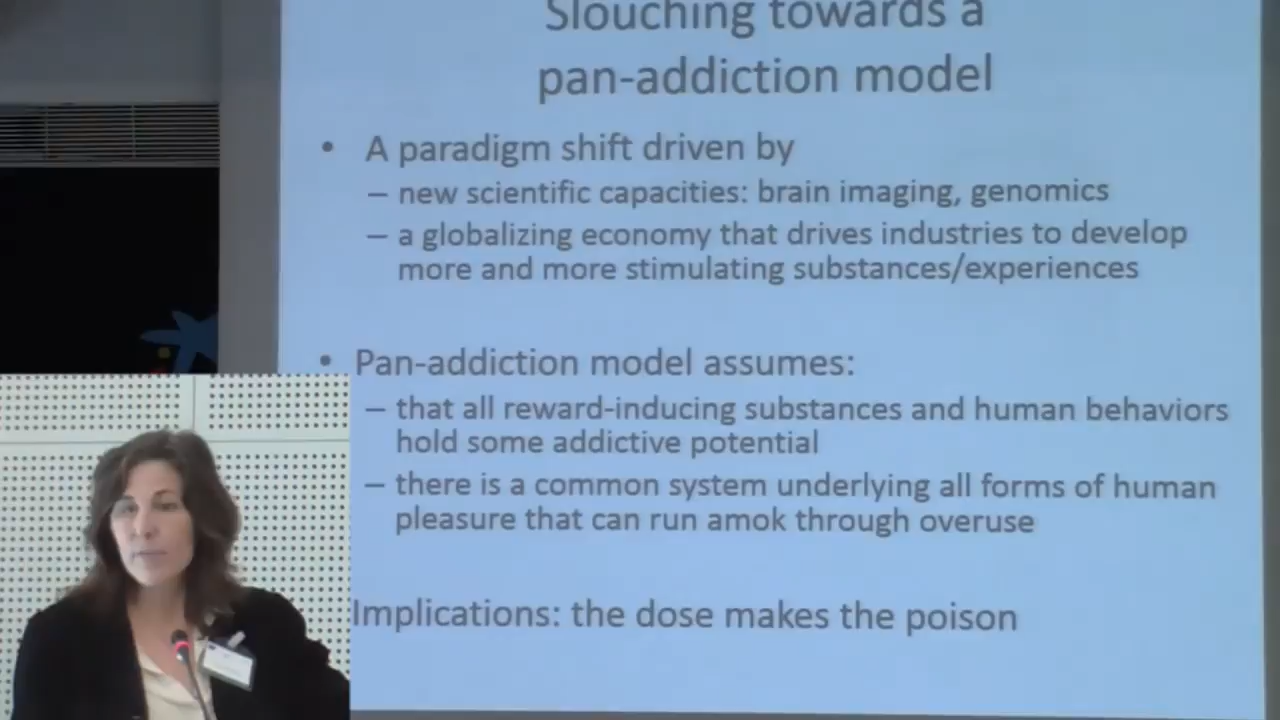 Slouching towards a
pan-addiction model
• A paradigm shift driven by
– new scientific capacities: brain imaging, genomics
– a globalizing economy that drives industries to develop
more and more stimulating substances/experiences
• Pan-addiction model assumes:
– that all reward-inducing substances and human behaviors
hold some addictive potential
– there is a common system underlying all forms of human
pleasure that can run amok through overuse
Implications: the dose makes the poison